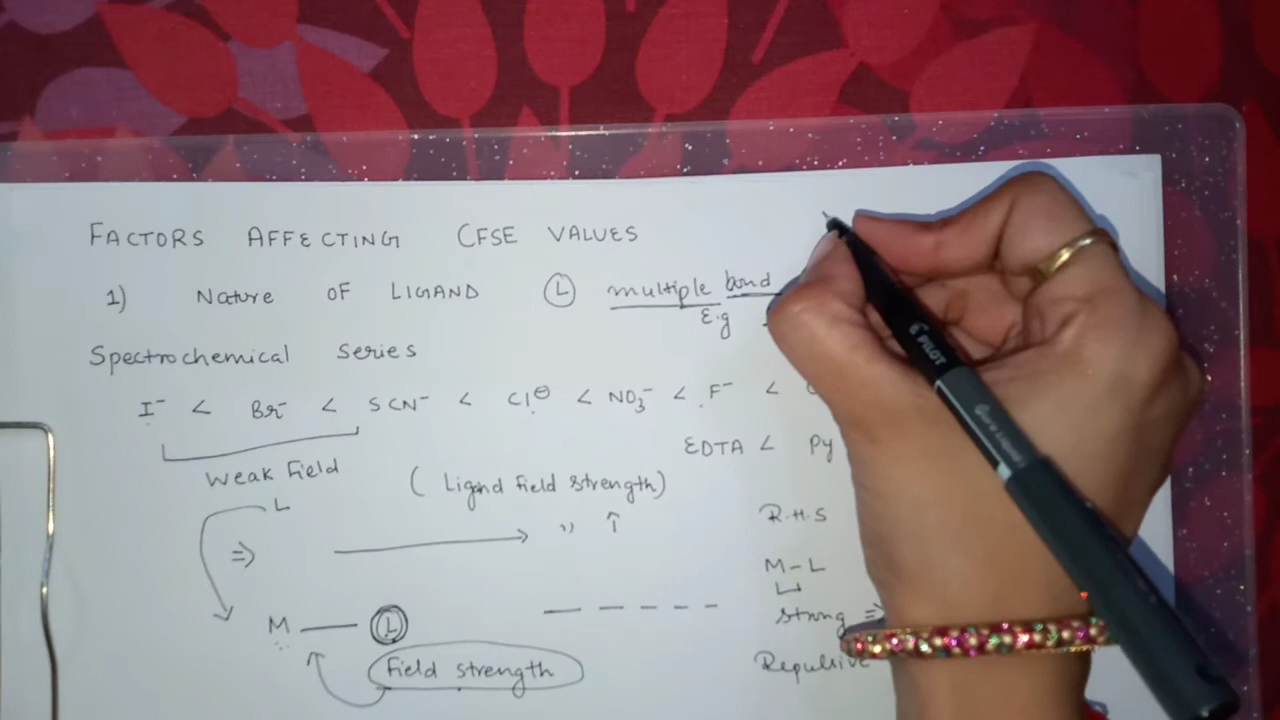 FACTORS AFFECTING CFSE VALUES
1) Nature OF LIGAND Ⓛ multiple bond
E.g
Spectrochemical series
I⁻ < Br⁻ < SCN⁻ < Cl⊖ < NO₃⁻ < F⁻ <
EDTA < Py
weak field
( Ligand field strength)
L
R.H.S
⇒ ⟶ " ↑
M-L
M — Ⓛ
strong ⇒
field strength
Repulsive
PILOT